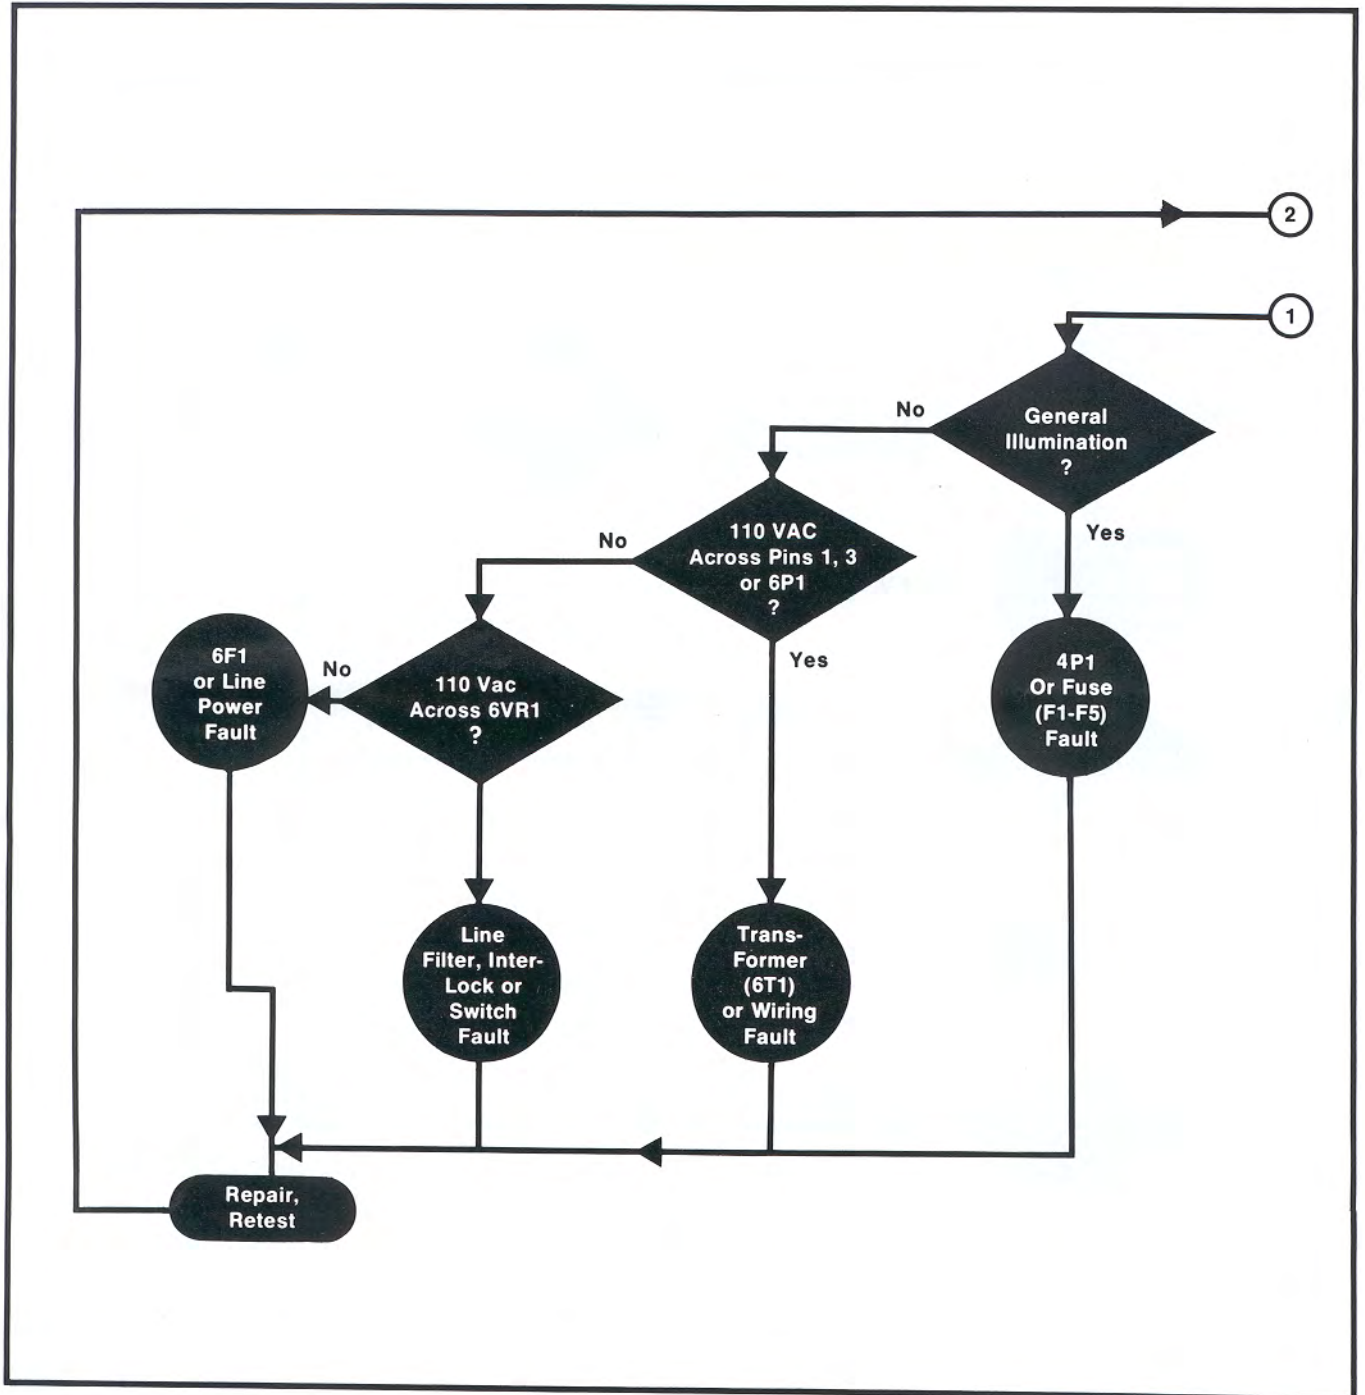 2
1
General
Illumination
?
No
Yes
110 VAC
Across Pins 1, 3
or 6P1
?
No
Yes
110 Vac
Across 6VR1
?
No
6F1
or Line
Power
Fault
4P1
Or Fuse
(F1-F5)
Fault
Line
Filter, Inter-
Lock or
Switch
Fault
Trans-
Former
(6T1)
or Wiring
Fault
Repair,
Retest